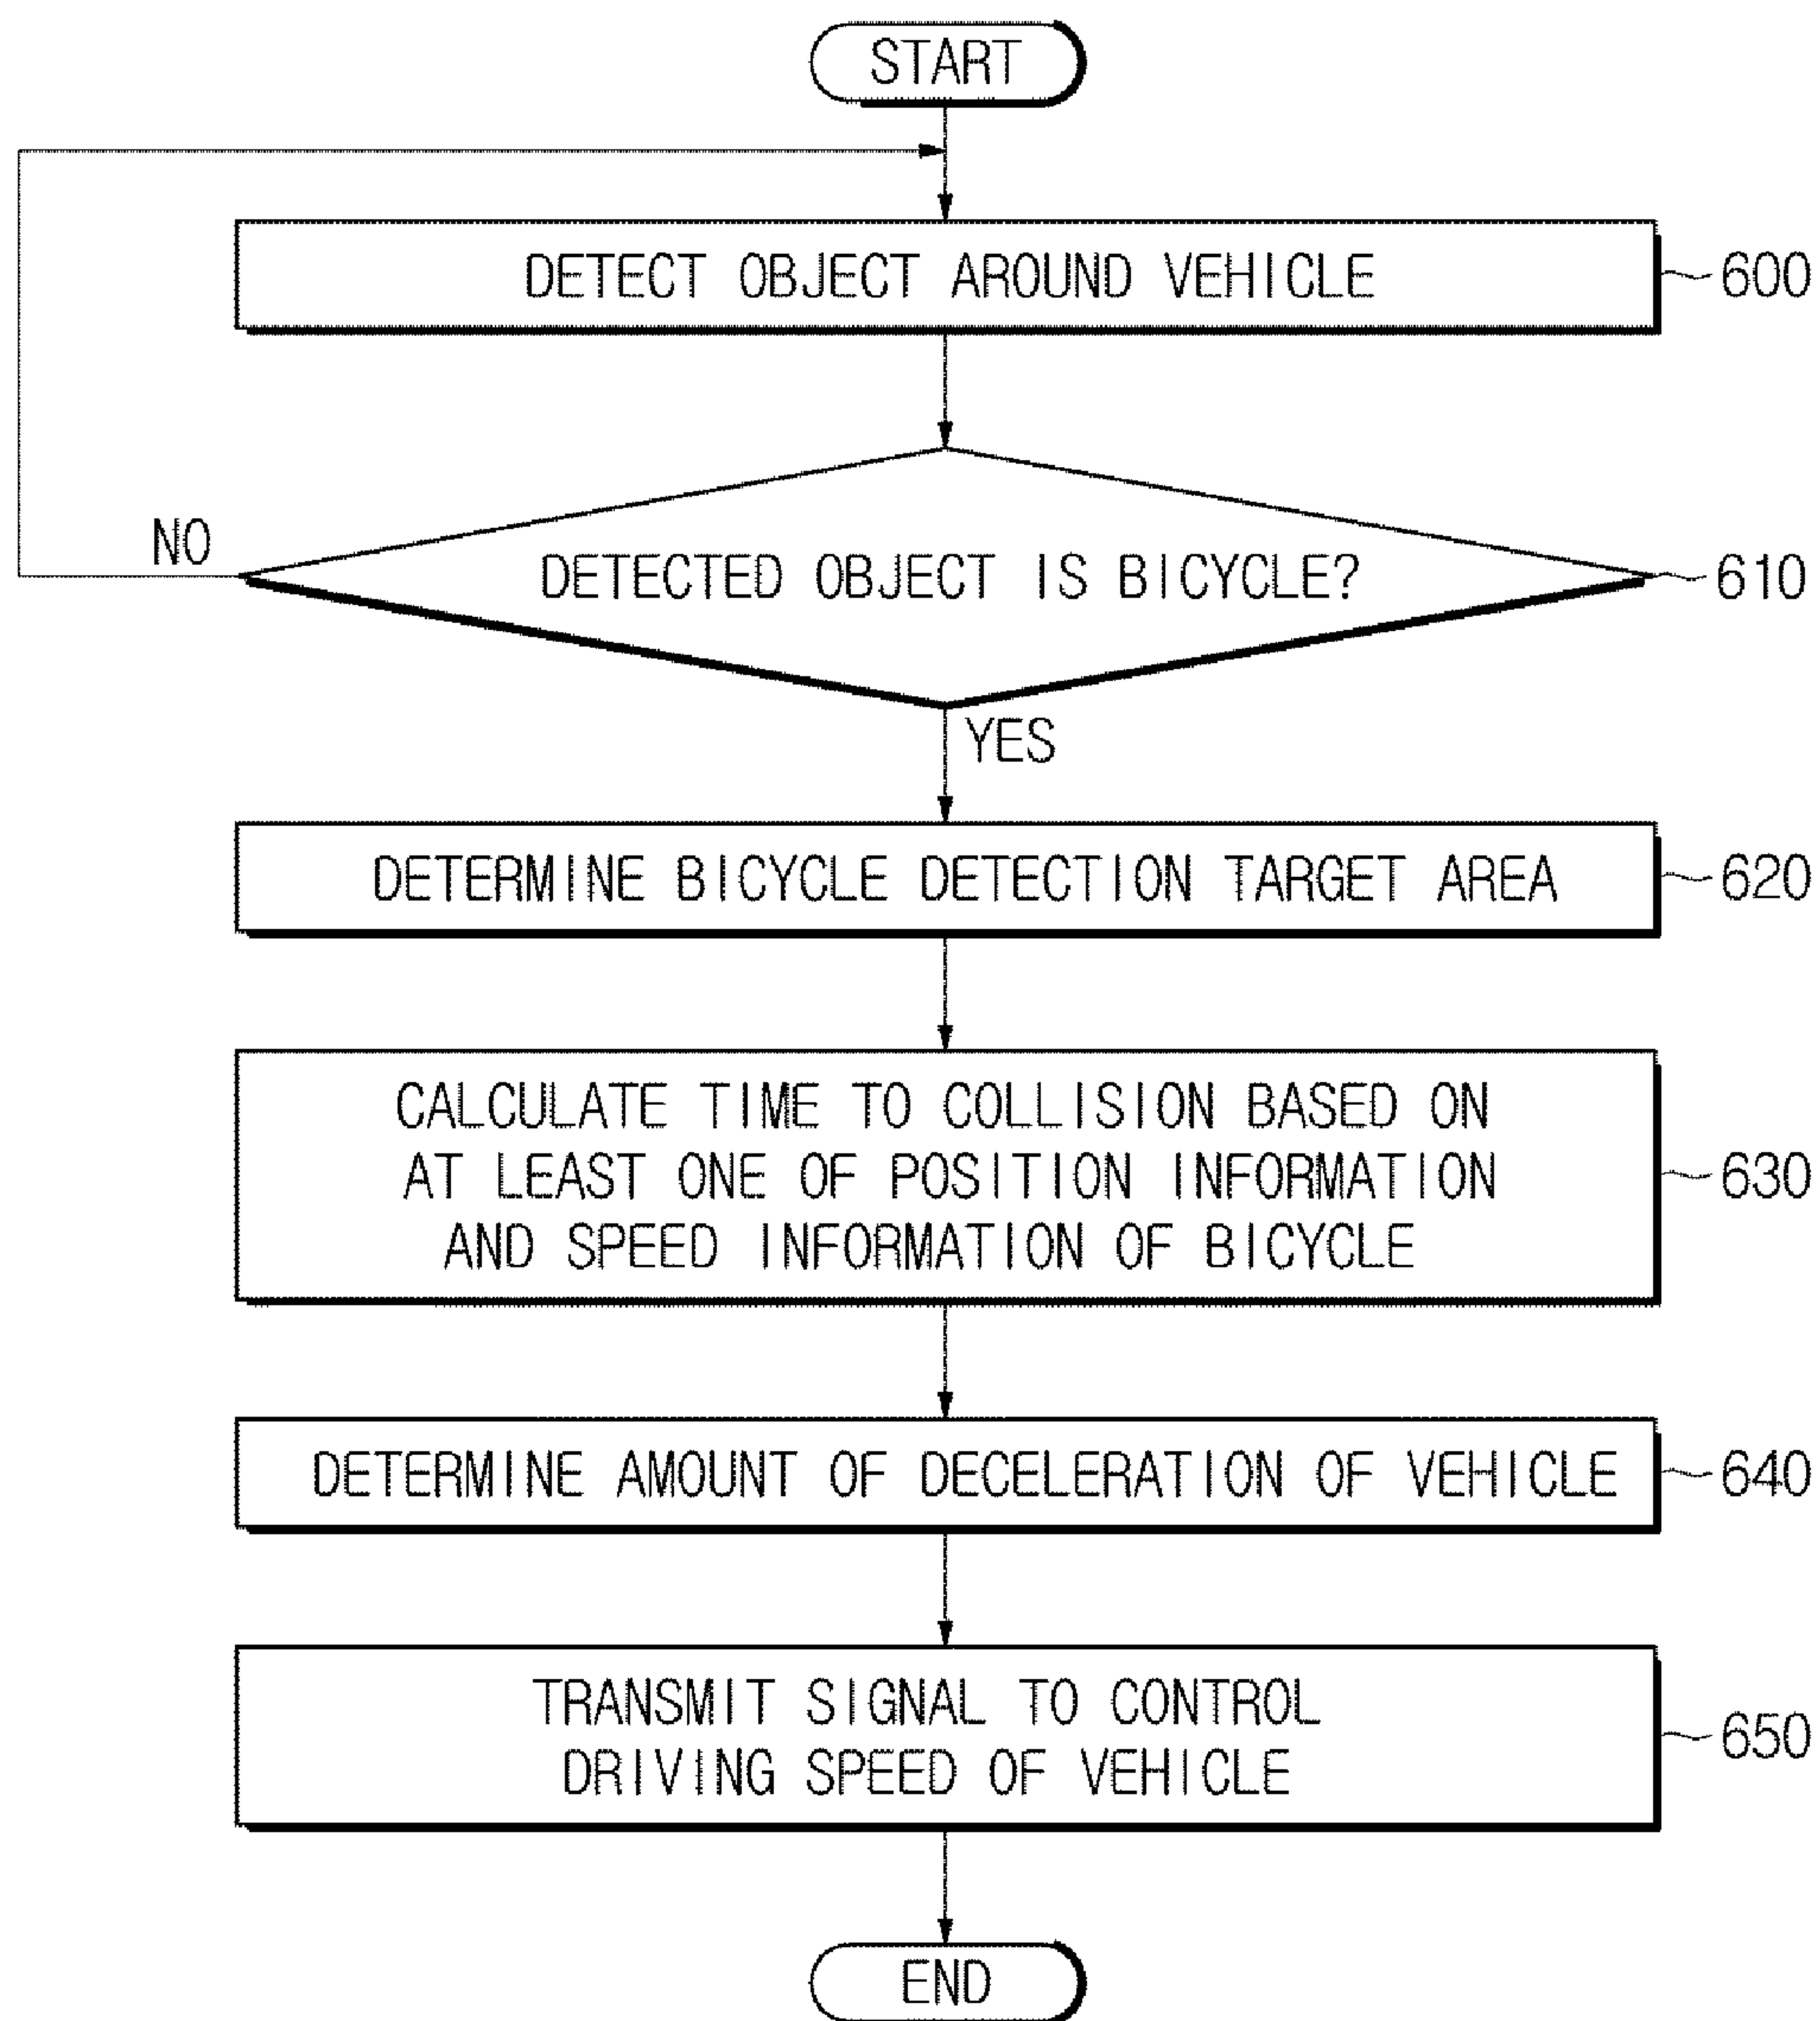 START
DETECT OBJECT AROUND VEHICLE
600
NO
DETECTED OBJECT IS BICYCLE?
610
YES
DETERMINE BICYCLE DETECTION TARGET AREA
620
CALCULATE TIME TO COLLISION BASED ON
AT LEAST ONE OF POSITION INFORMATION
AND SPEED INFORMATION OF BICYCLE
630
DETERMINE AMOUNT OF DECELERATION OF VEHICLE
640
TRANSMIT SIGNAL TO CONTROL
DRIVING SPEED OF VEHICLE
650
END